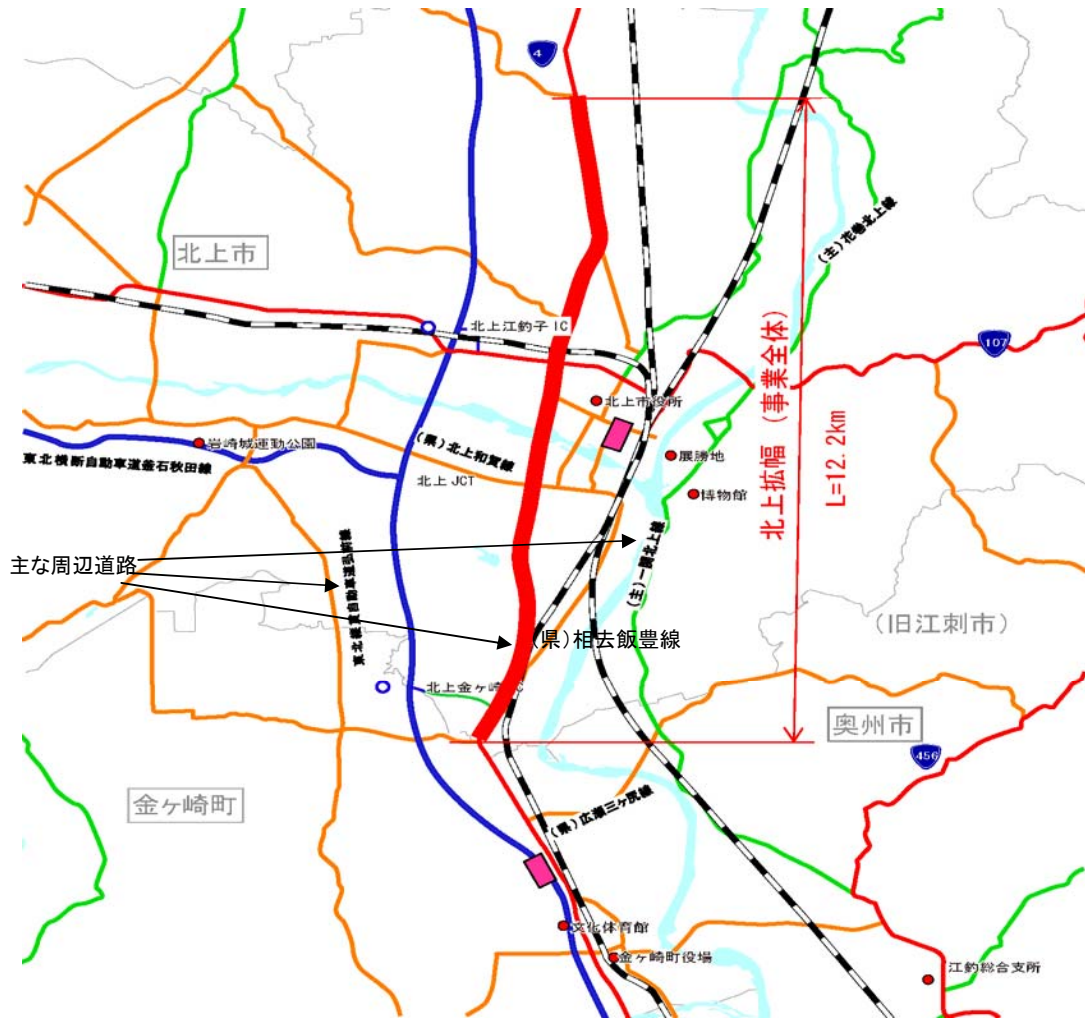 4
(主)花巻北上線
北上市
北上江釣子 IC
107
北上拡幅 (事業全体)
L=12.2km
北上市役所
岩崎城運動公園
(県)北上和賀線
展勝地
東北横断自動車道釜石秋田線
北上 JCT
博物館
主な周辺道路
東北縦貫自動車道弘前線
(主)一関北上線
(県)相去飯豊線
(旧江刺市)
北上金ヶ崎
奥州市
456
金ヶ崎町
(県)広瀬三ヶ尻線
文化体育館
金ヶ崎町役場
江釣総合支所